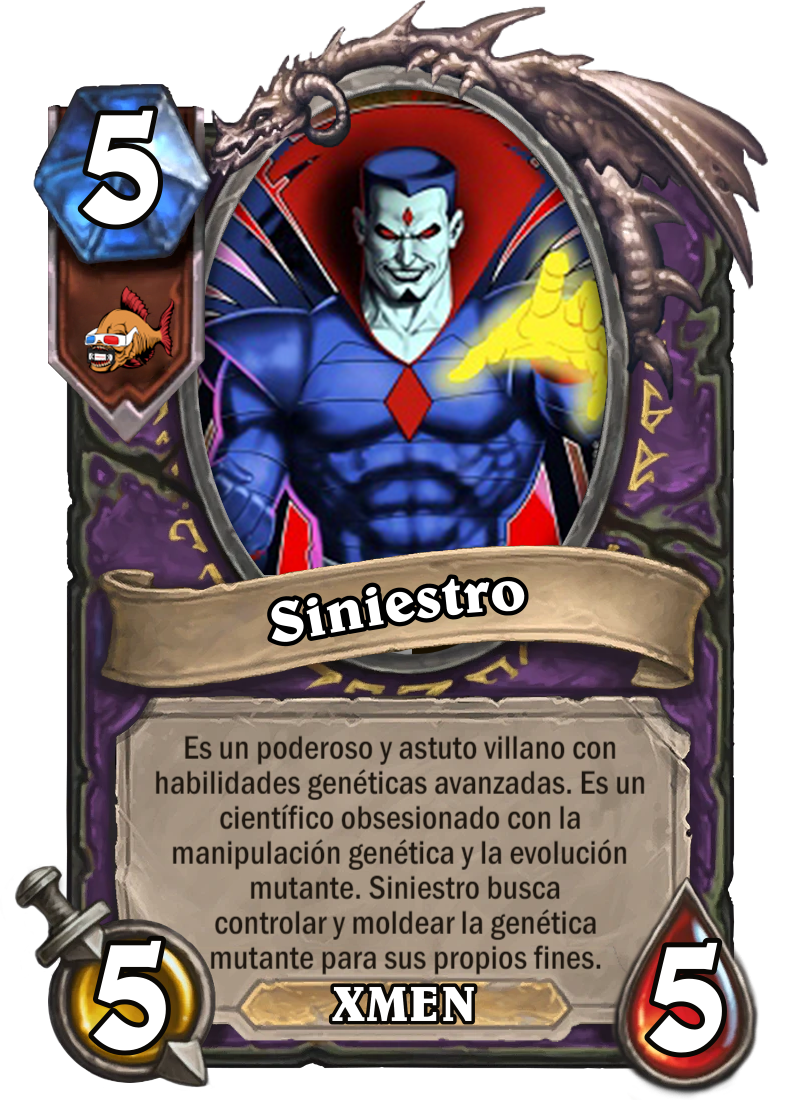 5
Siniestro
Es un poderoso y astuto villano con
habilidades genéticas avanzadas. Es un
científico obsesionado con la
manipulación genética y la evolución
mutante. Siniestro busca
controlar y moldear la genética
mutante para sus propios fines.
5
XMEN
5